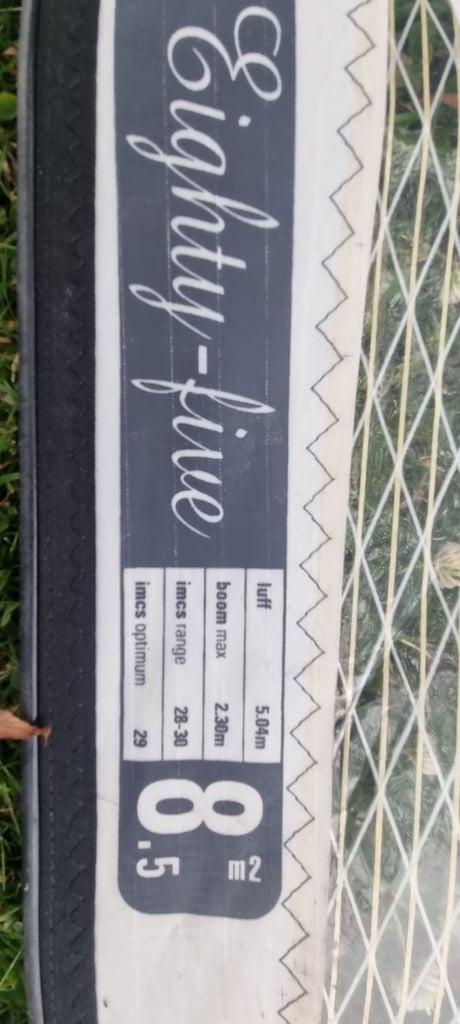 Eighty-five
luff 5.04m
boom max 2.30m
imcs range 28-30
imcs optimum 29
8.5 m2